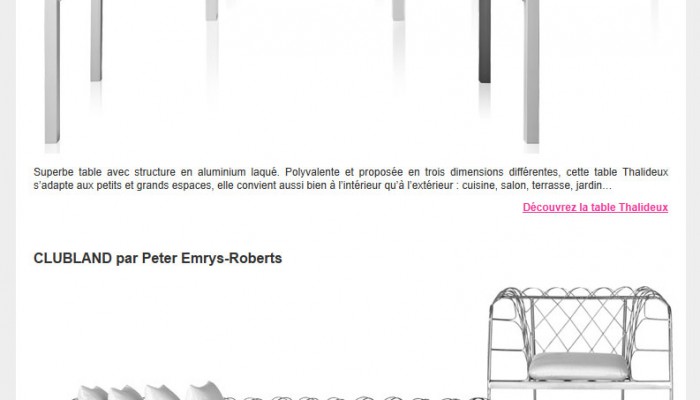 Superbe table avec structure en aluminium laqué. Polyvalente et proposée en trois dimensions différentes, cette table Thalideux
s’adapte aux petits et grands espaces, elle convient aussi bien à l’intérieur qu’à l’extérieur : cuisine, salon, terrasse, jardin…
Découvrez la table Thalideux
CLUBLAND par Peter Emrys-Roberts